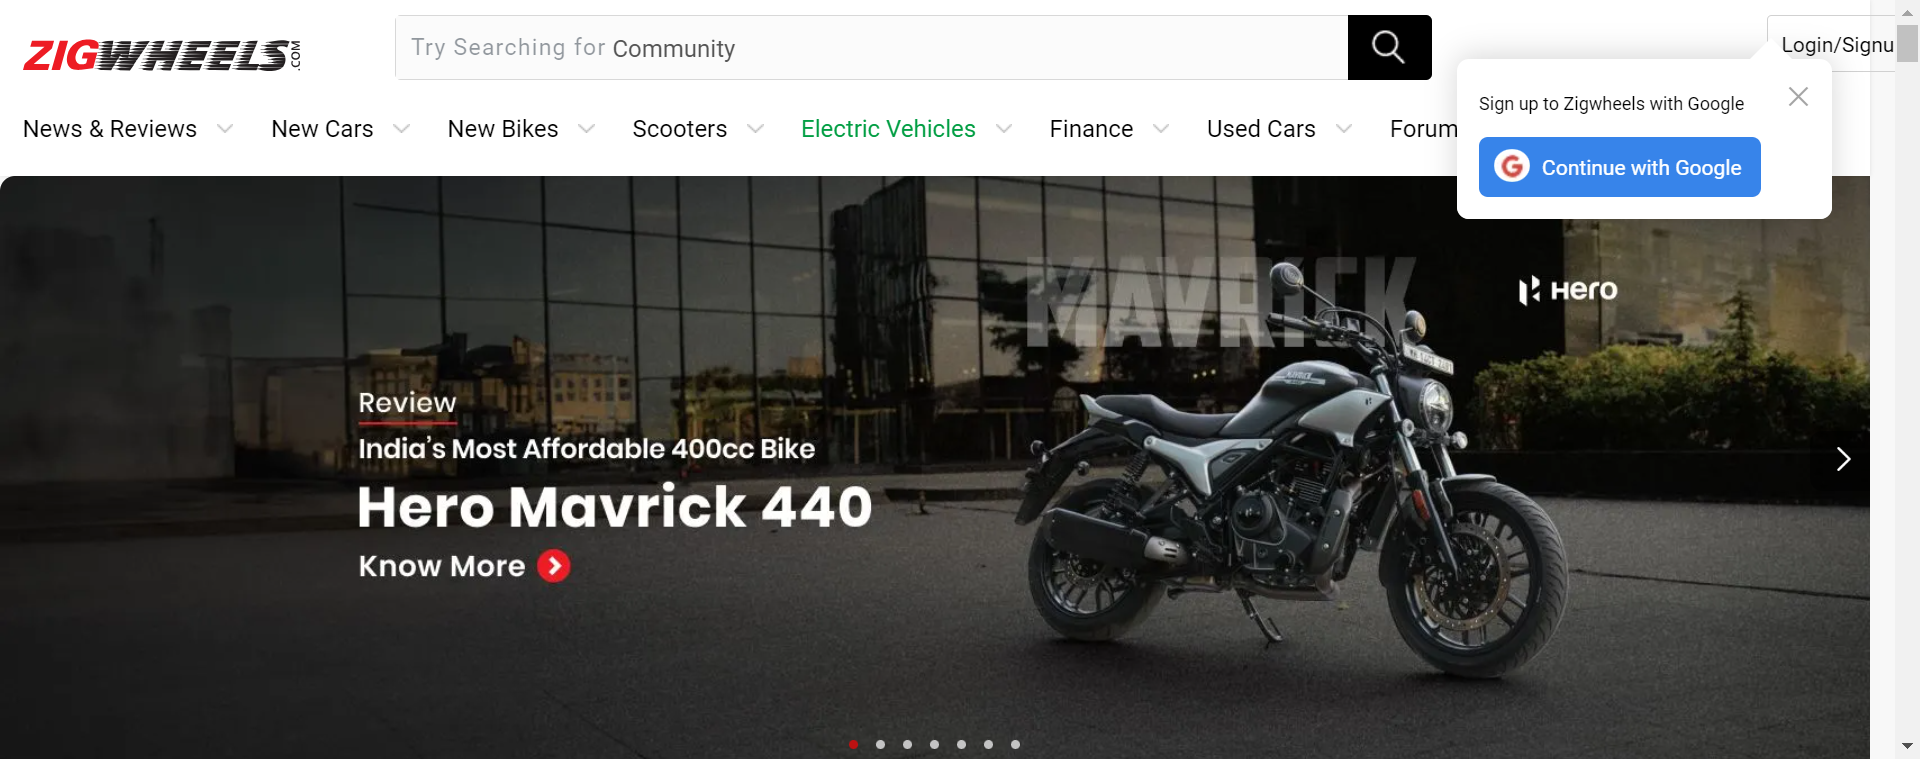 ZIGWHEELS.COM
Try Searching for Community
Login/Signu
Sign up to Zigwheels with Google
Continue with Google
News & Reviews
New Cars
New Bikes
Scooters
Electric Vehicles
Finance
Used Cars
Forum
MAVRICK
Hero
Review
India's Most Affordable 400cc Bike
Hero Mavrick 440
Know More